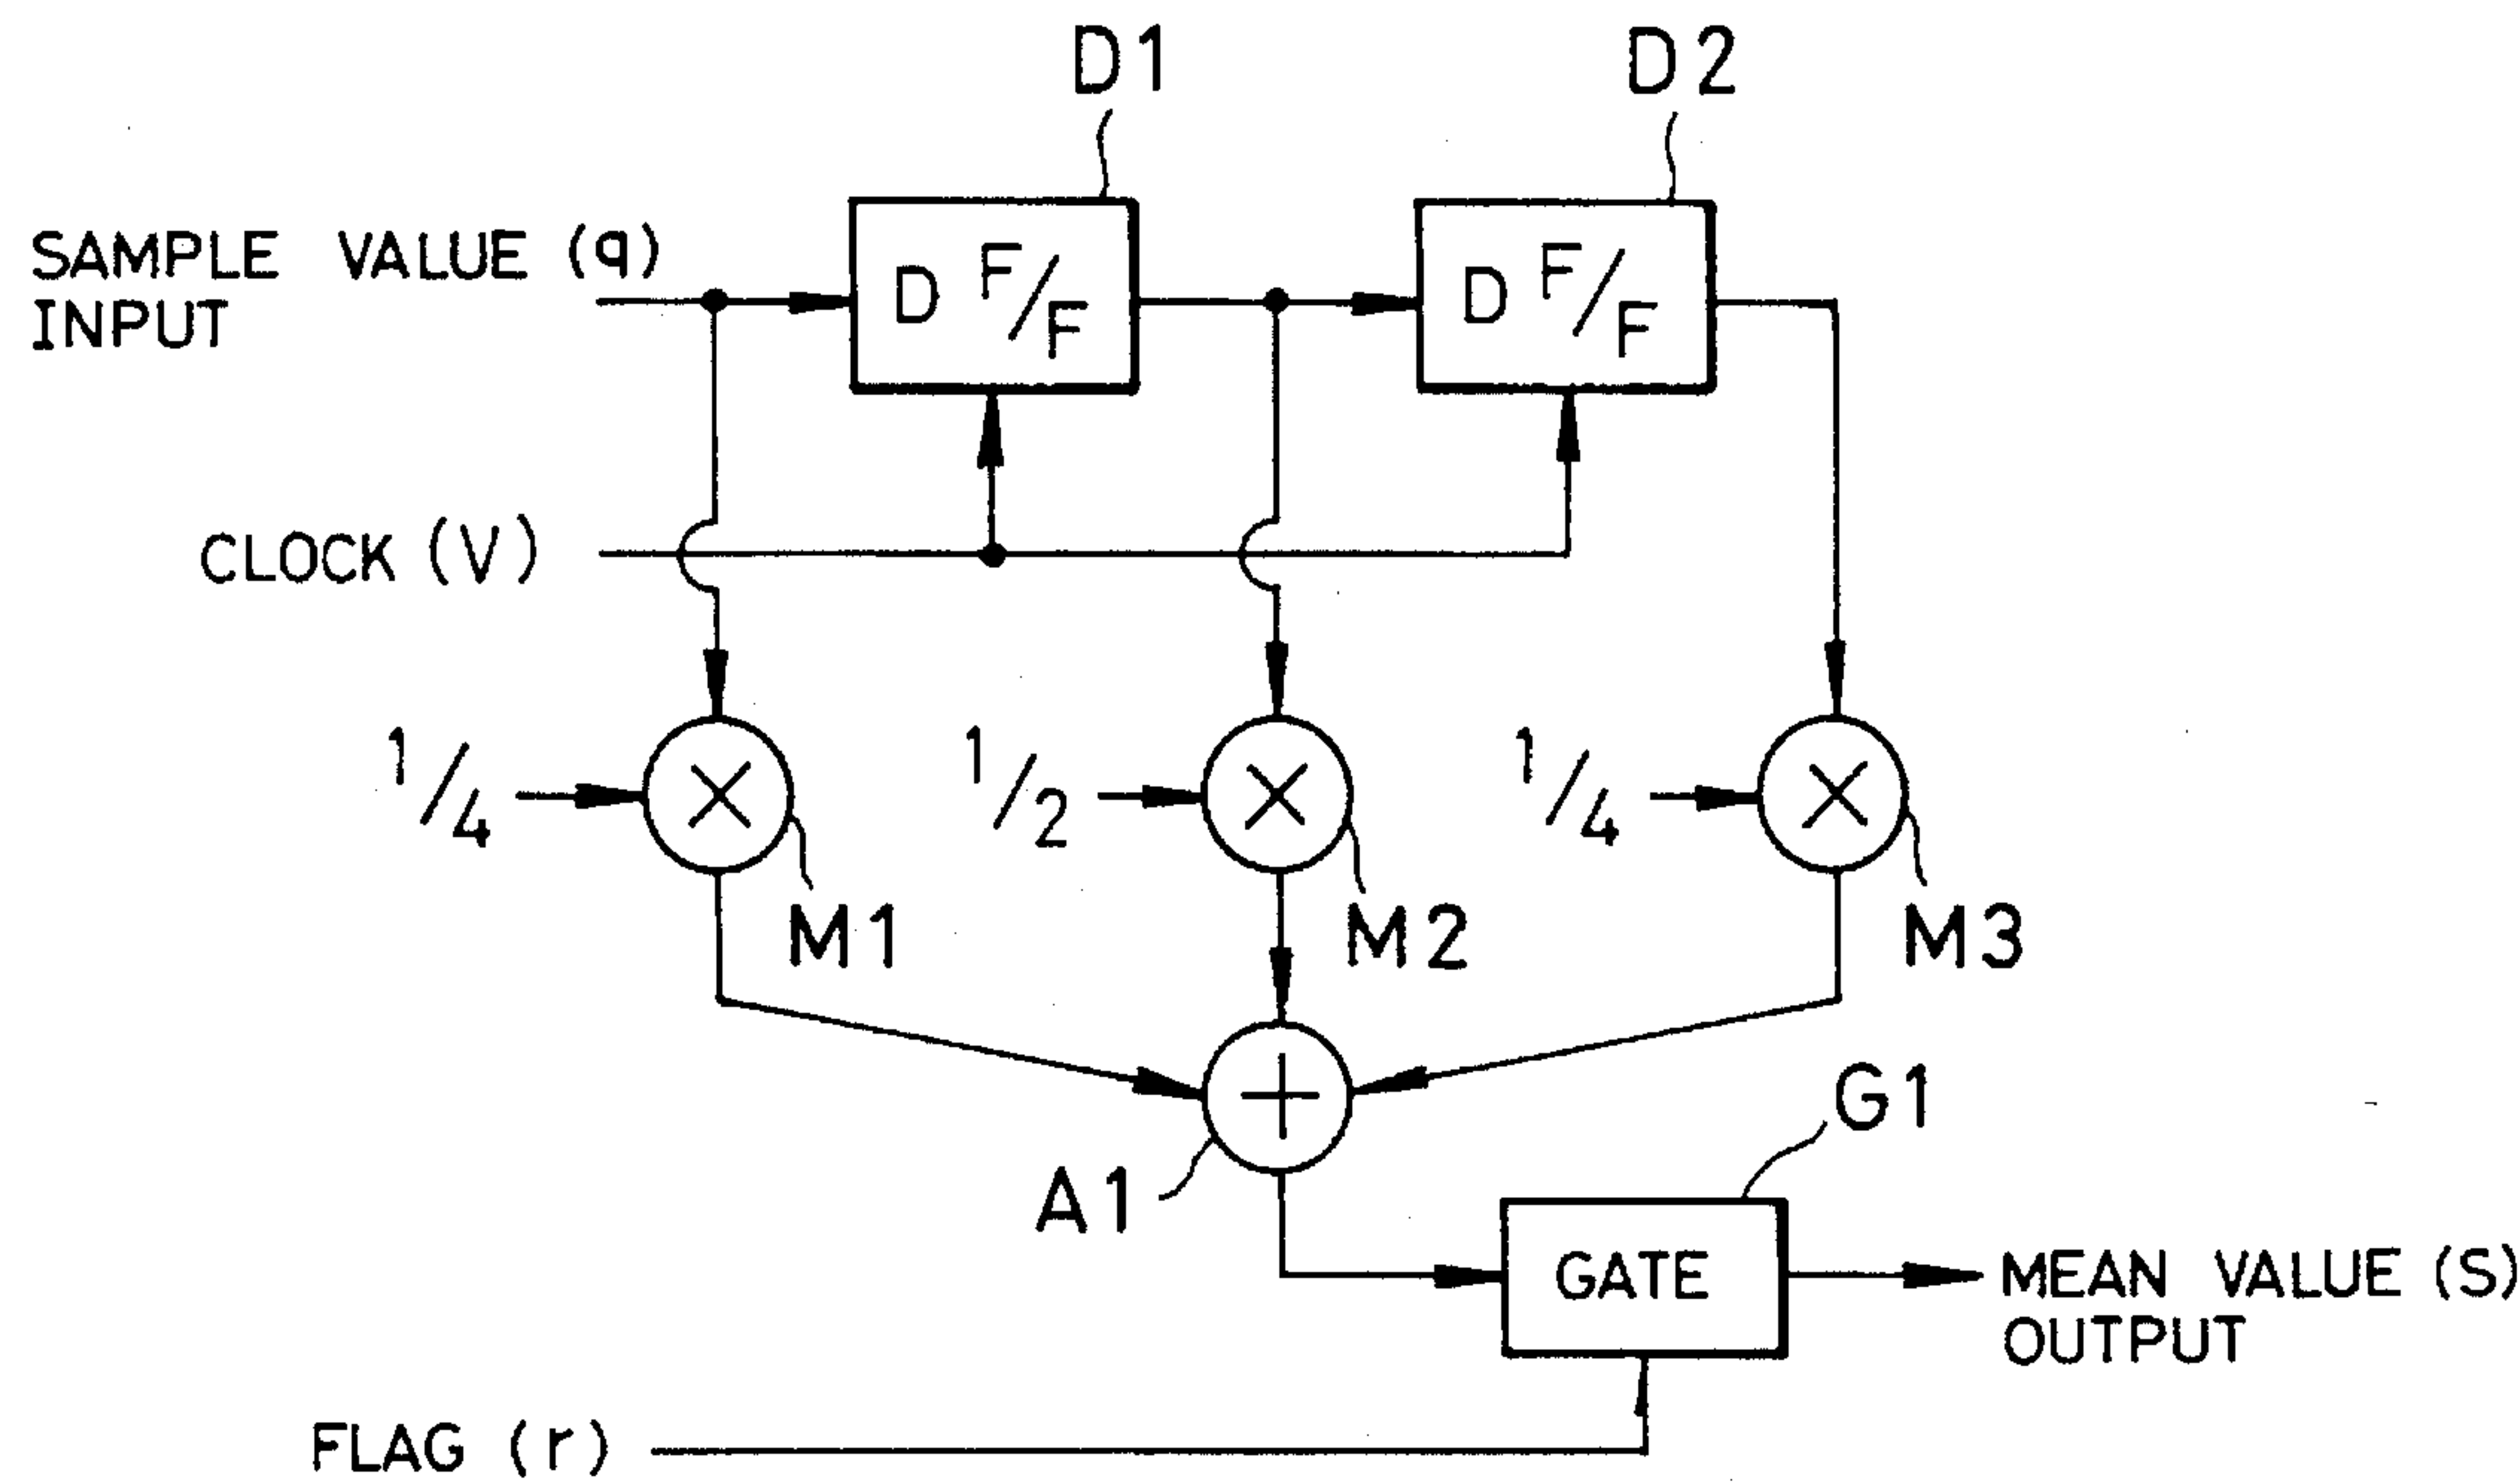 D1
D2
SAMPLE VALUE (q)
INPUT
D F/F
D F/F
CLOCK (V)
1/4
1/2
1/4
M1
M2
M3
A1
G1
GATE
MEAN VALUE (S)
OUTPUT
FLAG (r)